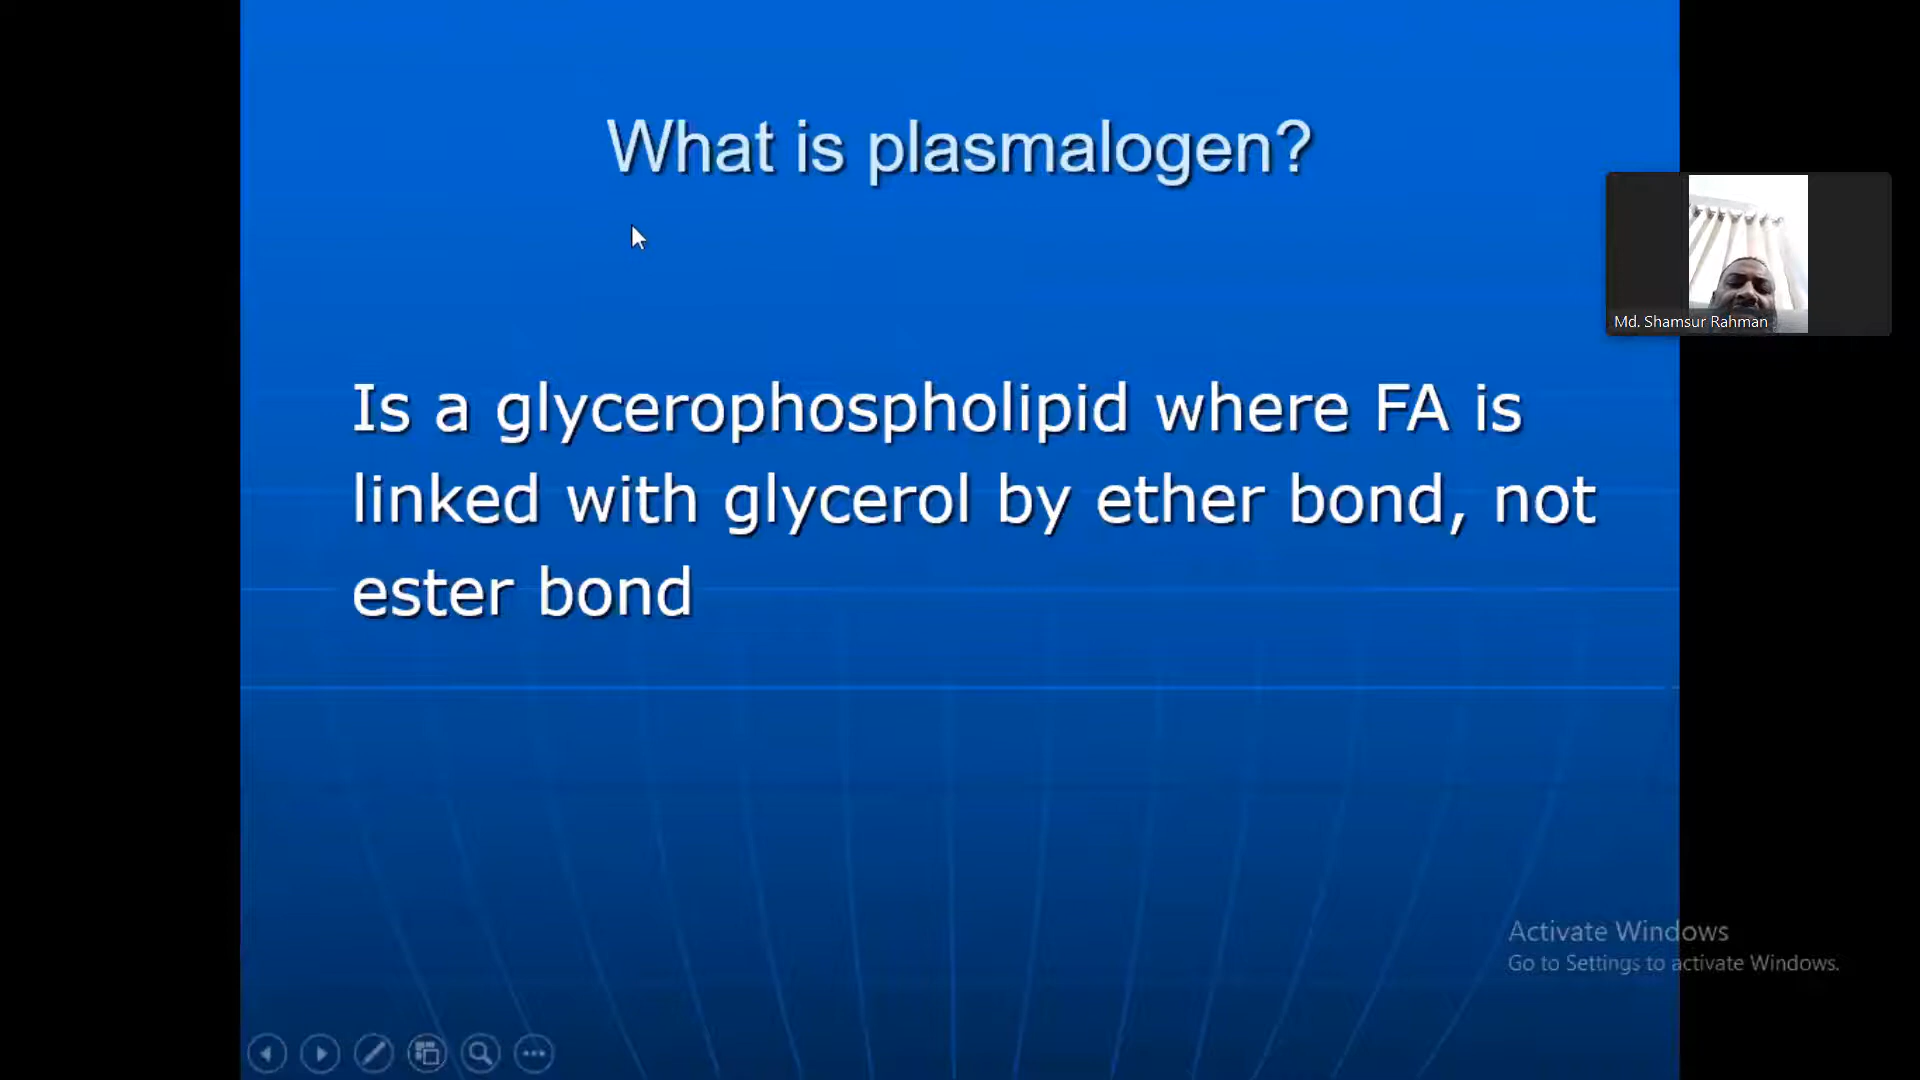 What is plasmalogen?
Md. Shamsur Rahman
Is a glycerophospholipid where FA is
linked with glycerol by ether bond, not
ester bond
Activate Windows
Go to Settings to activate Windows.